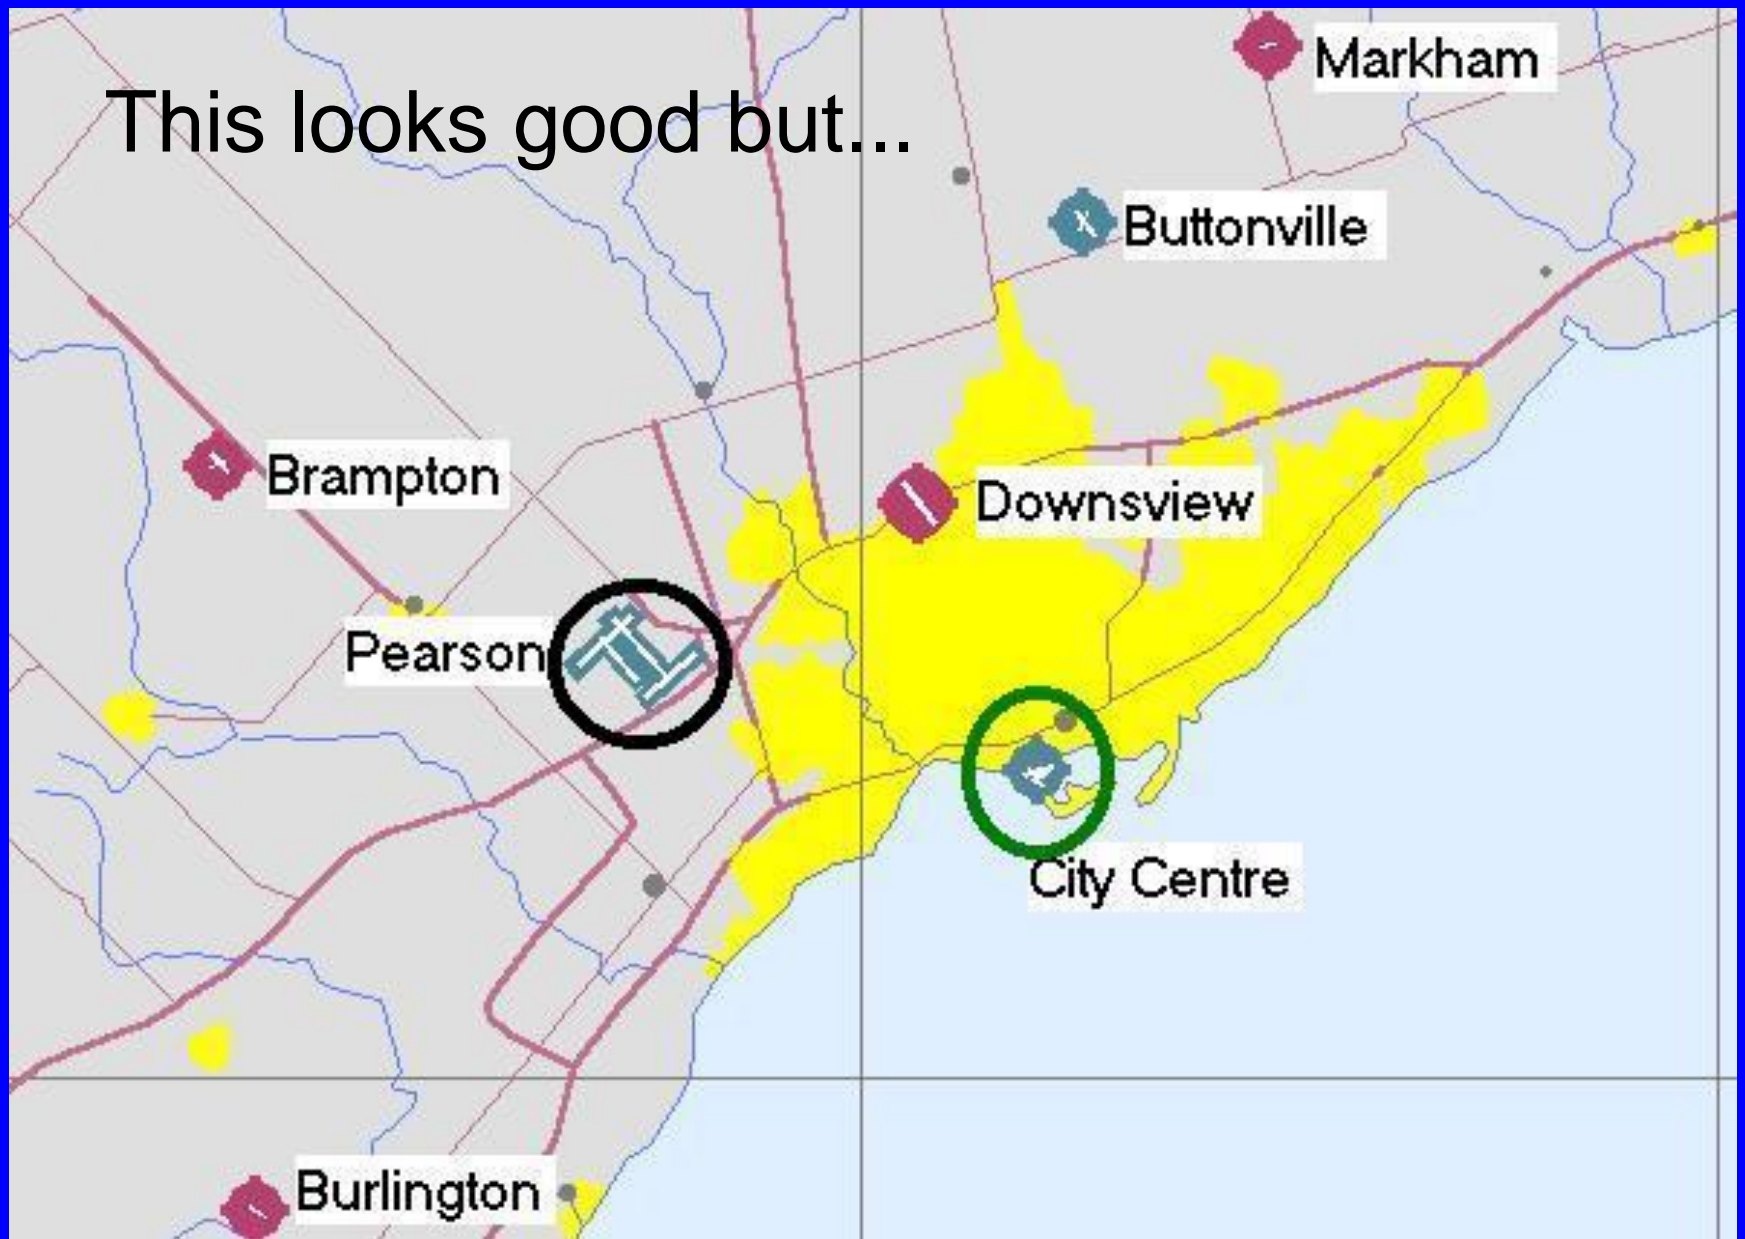 Markham
This looks good but...
Buttonville
Brampton
Downsview
Pearson
City Centre
Burlington